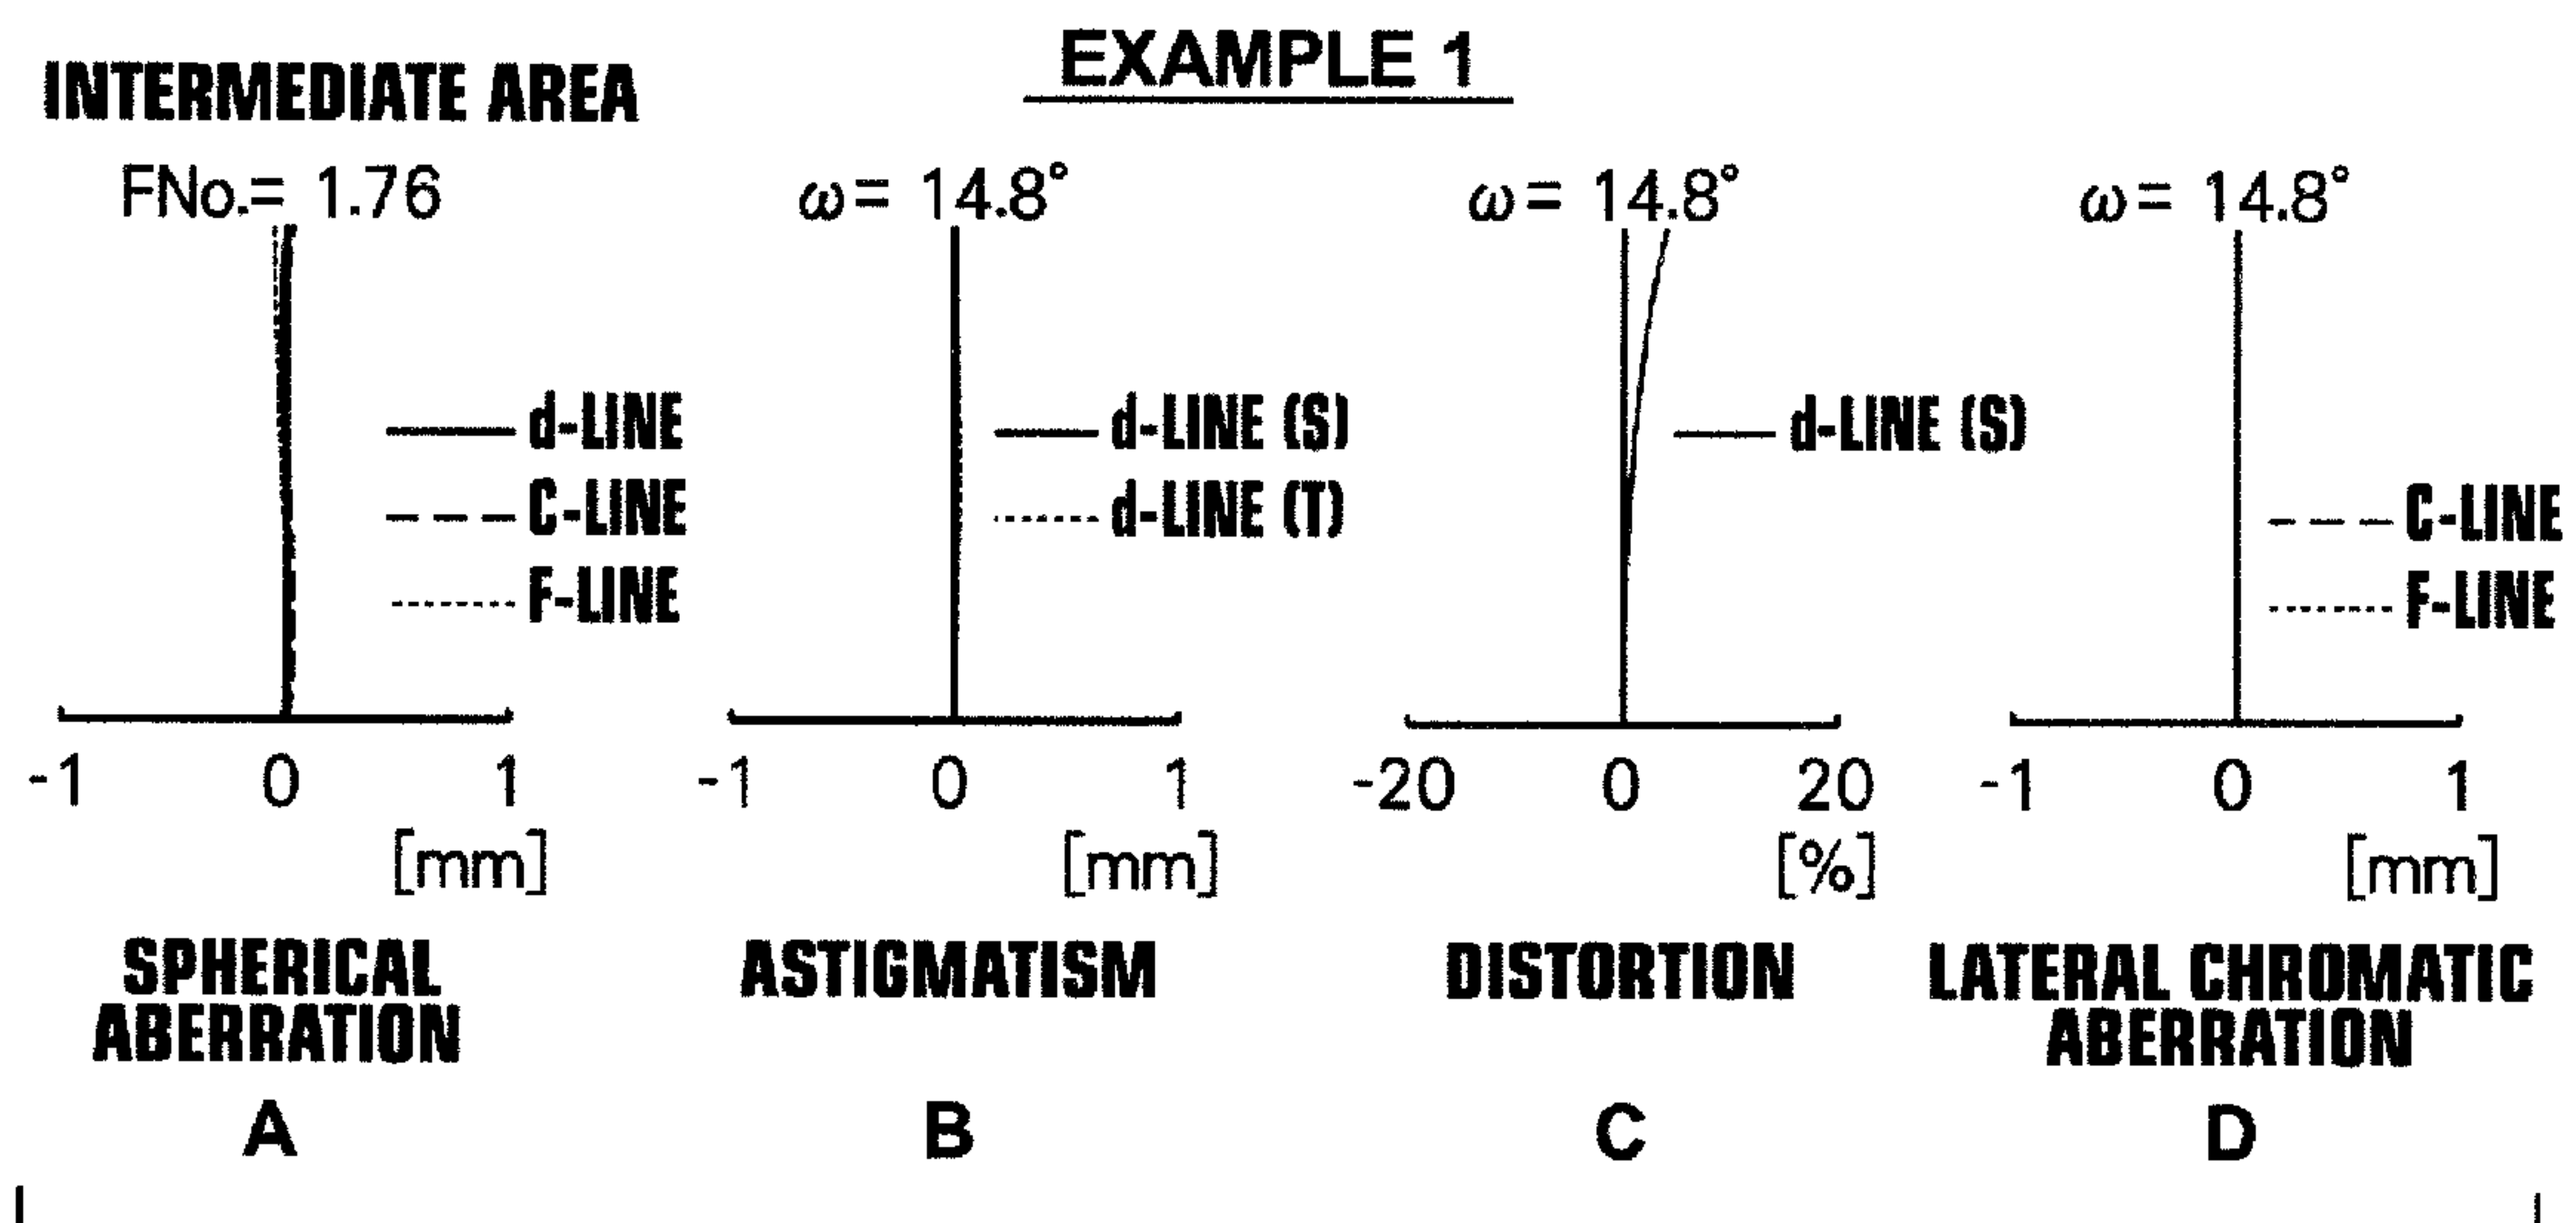 EXAMPLE 1
INTERMEDIATE AREA
FNo.= 1.76
d-LINE
C-LINE
F-LINE
-1 0 1
[mm]
SPHERICAL
ABERRATION
A
ω= 14.8°
d-LINE (S)
d-LINE (T)
-1 0 1
[mm]
ASTIGMATISM
B
ω= 14.8°
d-LINE (S)
-20 0 20
[%]
DISTORTION
C
ω= 14.8°
C-LINE
F-LINE
-1 0 1
[mm]
LATERAL CHROMATIC
ABERRATION
D